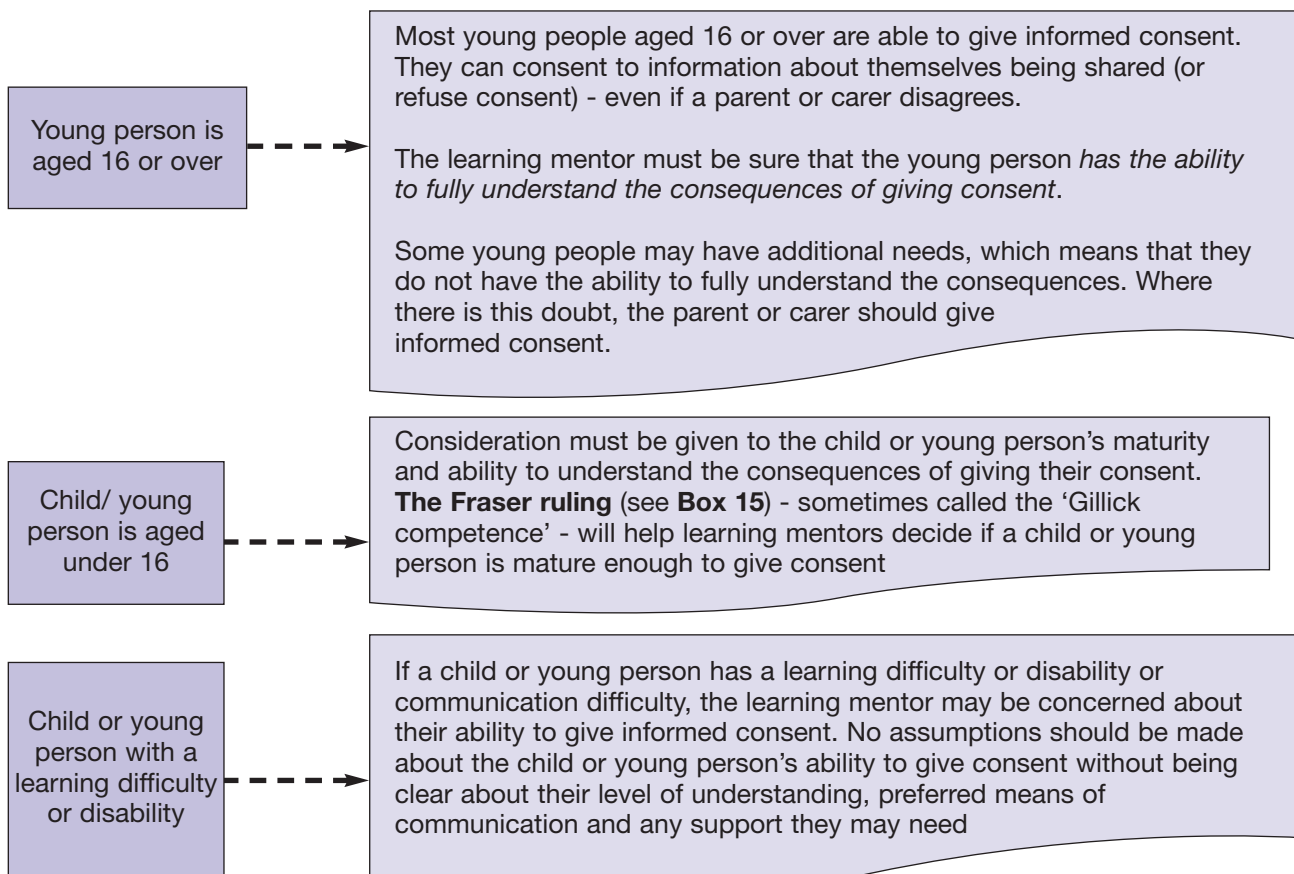 Young person is
aged 16 or over
Most young people aged 16 or over are able to give informed consent.
They can consent to information about themselves being shared (or
refuse consent) - even if a parent or carer disagrees.
The learning mentor must be sure that the young person has the ability
to fully understand the consequences of giving consent.
Some young people may have additional needs, which means that they
do not have the ability to fully understand the consequences. Where
there is this doubt, the parent or carer should give
informed consent.
Child/ young
person is aged
under 16
Consideration must be given to the child or young person’s maturity
and ability to understand the consequences of giving their consent.
The Fraser ruling (see Box 15) - sometimes called the ‘Gillick
competence’ - will help learning mentors decide if a child or young
person is mature enough to give consent
Child or young
person with a
learning difficulty
or disability
If a child or young person has a learning difficulty or disability or
communication difficulty, the learning mentor may be concerned about
their ability to give informed consent. No assumptions should be made
about the child or young person’s ability to give consent without being
clear about their level of understanding, preferred means of
communication and any support they may need